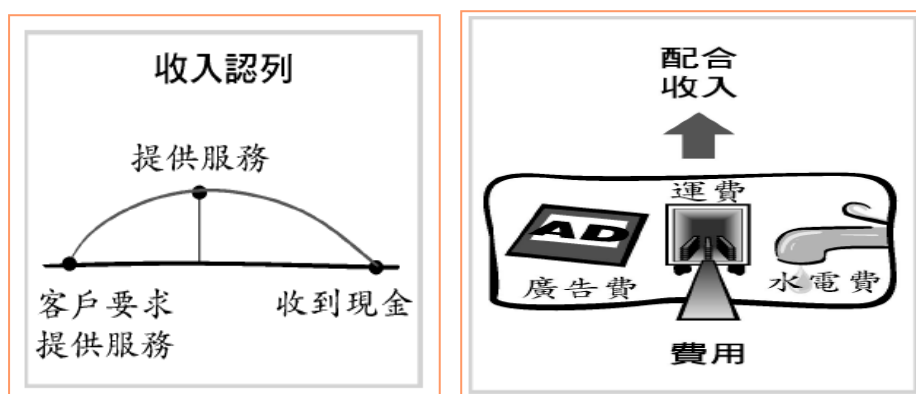 收入認列
提供服務
客戶要求
提供服務
收到現金
配合
收入
運費
AD
廣告費
水電費
費用